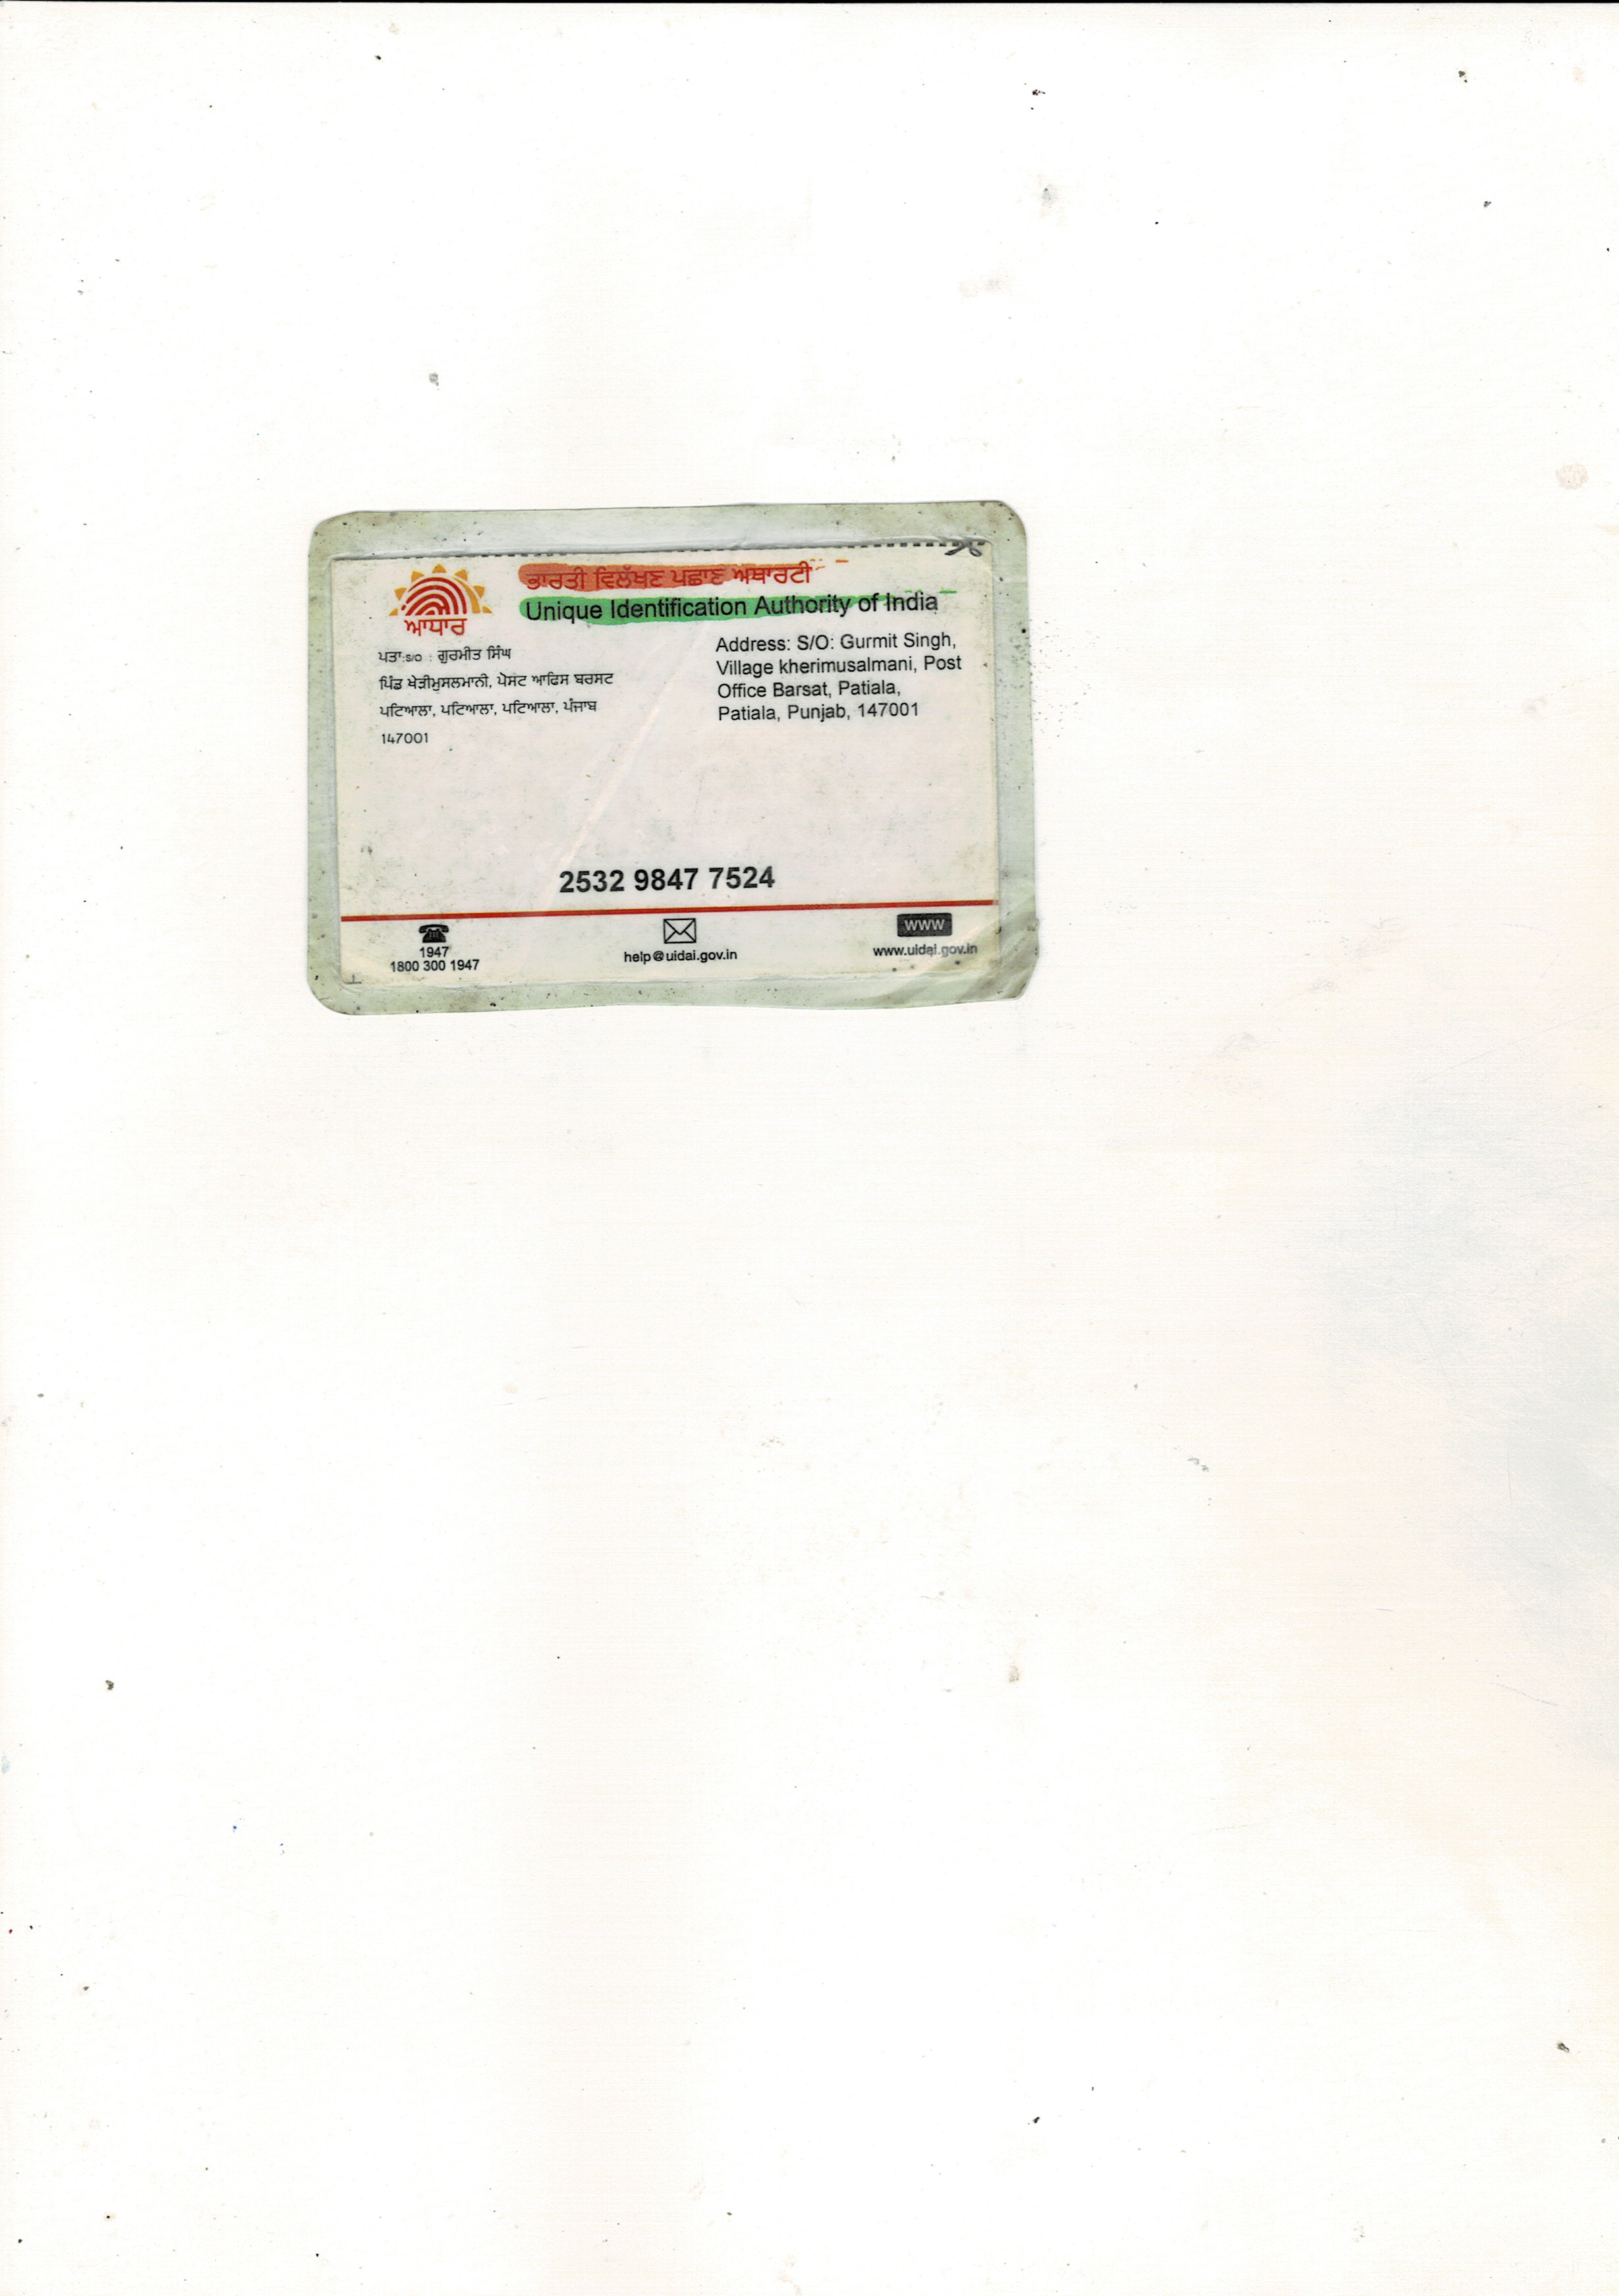 ਭਾਰਤੀ ਵਿਲੱਖਣ ਪਛਾਣ ਅਥਾਰਟੀ
Unique Identification Authority of India
ਆਧਾਰ
ਪਤਾ:S/O : ਗੁਰਮੀਤ ਸਿੰਘ
ਪਿੰਡ ਖੇੜੀਮੁਸਲਮਾਨੀ, ਪੋਸਟ ਆਫਿਸ ਬਰਸਟ
ਪਟਿਆਲਾ, ਪਟਿਆਲਾ, ਪਟਿਆਲਾ, ਪੰਜਾਬ
147001
Address: S/O: Gurmit Singh,
Village kherimusalmani, Post
Office Barsat, Patiala,
Patiala, Punjab, 147001
2532 9847 7524
1947
1800 300 1947
help@uidai.gov.in
www
www.uidai.gov.in